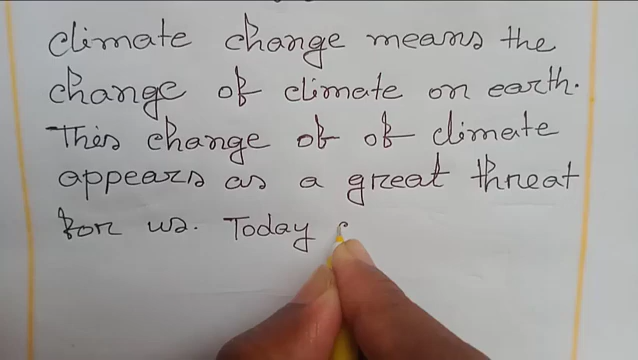 climate change means the
change of climate on earth.
This change of of climate
appears as a great threat
for us. Today